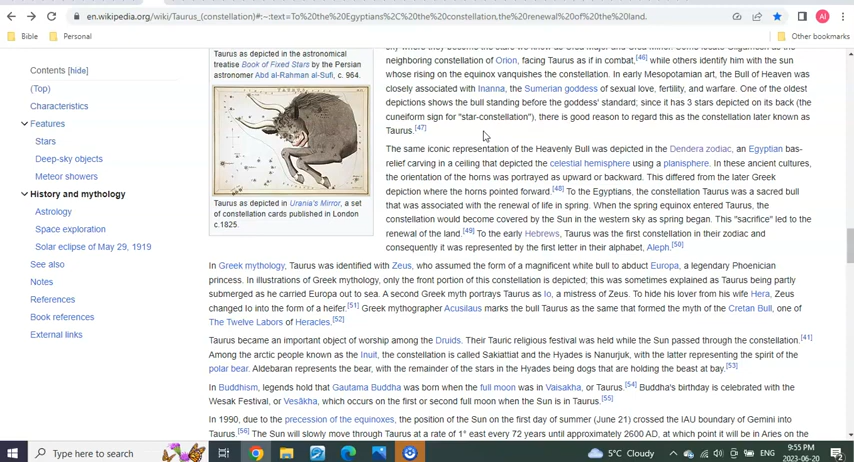 en.wikipedia.org/wiki/Taurus_(constellation)#:~:text=To%20the%20Egyptians%2C%20the%20constellation,the%20renewal%20of%20the%20land.
Bible
Personal
Other bookmarks
Contents [hide]
(Top)
Characteristics
Features
Stars
Deep-sky objects
Meteor showers
History and mythology
Astrology
Space exploration
Solar eclipse of May 29, 1919
See also
Notes
References
Book references
External links
Taurus as depicted in the astronomical
treatise Book of Fixed Stars by the Persian
astronomer Abd al-Rahman al-Sufi, c. 964.
Taurus as depicted in Urania's Mirror, a set
of constellation cards published in London
c.1825.
neighboring constellation of Orion, facing Taurus as if in combat,[46] while others identify him with the sun
whose rising on the equinox vanquishes the constellation. In early Mesopotamian art, the Bull of Heaven was
closely associated with Inanna, the Sumerian goddess of sexual love, fertility, and warfare. One of the oldest
depictions shows the bull standing before the goddess' standard; since it has 3 stars depicted on its back (the
cuneiform sign for "star-constellation"), there is good reason to regard this as the constellation later known as
Taurus.[47]
The same iconic representation of the Heavenly Bull was depicted in the Dendera zodiac, an Egyptian bas-
relief carving in a ceiling that depicted the celestial hemisphere using a planisphere. In these ancient cultures,
the orientation of the horns was portrayed as upward or backward. This differed from the later Greek
depiction where the horns pointed forward.[48] To the Egyptians, the constellation Taurus was a sacred bull
that was associated with the renewal of life in spring. When the spring equinox entered Taurus, the
constellation would become covered by the Sun in the western sky as spring began. This "sacrifice" led to the
renewal of the land.[49] To the early Hebrews, Taurus was the first constellation in their zodiac and
consequently it was represented by the first letter in their alphabet, Aleph.[50]
In Greek mythology, Taurus was identified with Zeus, who assumed the form of a magnificent white bull to abduct Europa, a legendary Phoenician
princess. In illustrations of Greek mythology, only the front portion of this constellation is depicted; this was sometimes explained as Taurus being partly
submerged as he carried Europa out to sea. A second Greek myth portrays Taurus as Io, a mistress of Zeus. To hide his lover from his wife Hera, Zeus
changed Io into the form of a heifer.[51] Greek mythographer Acusilaus marks the bull Taurus as the same that formed the myth of the Cretan Bull, one of
The Twelve Labors of Heracles.[52]
Taurus became an important object of worship among the Druids. Their Tauric religious festival was held while the Sun passed through the constellation.[41]
Among the arctic people known as the Inuit, the constellation is called Sakiattiat and the Hyades is Nanurjuk, with the latter representing the spirit of the
polar bear. Aldebaran represents the bear, with the remainder of the stars in the Hyades being dogs that are holding the beast at bay.[53]
In Buddhism, legends hold that Gautama Buddha was born when the full moon was in Vaisakha, or Taurus.[54] Buddha's birthday is celebrated with the
Wesak Festival, or Vesākha, which occurs on the first or second full moon when the Sun is in Taurus.[55]
In 1990, due to the precession of the equinoxes, the position of the Sun on the first day of summer (June 21) crossed the IAU boundary of Gemini into
Taurus.[56] The Sun will slowly move through Taurus at a rate of 1° east every 72 years until approximately 2600 AD, at which point it will be in Aries on the
Type here to search
5°C Cloudy
9:55 PM
2023-06-20